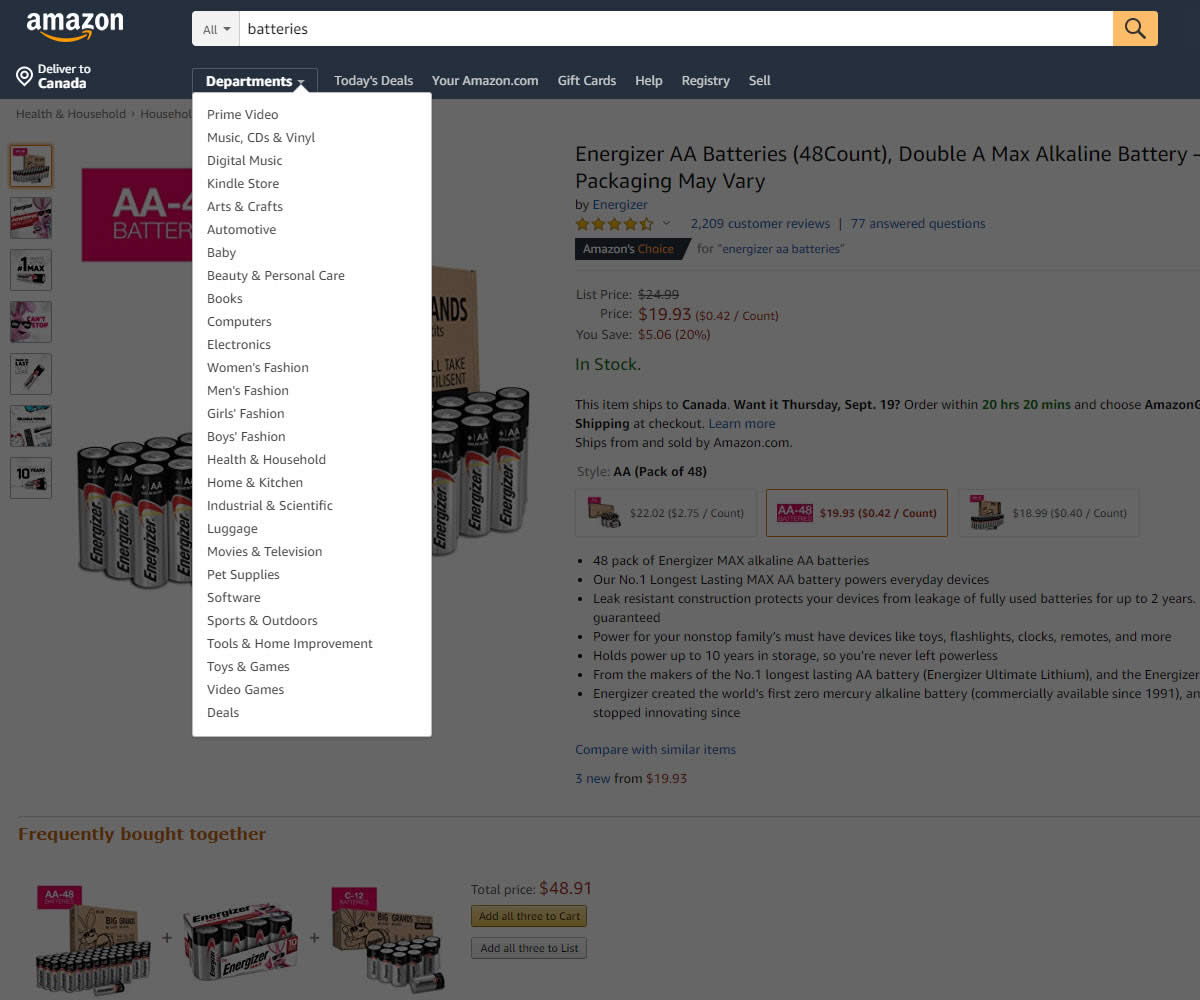 amazon
All
batteries
Deliver to
Canada
Departments
Today's Deals
Your Amazon.com
Gift Cards
Help
Registry
Sell
Health & Household › Househol
Prime Video
Music, CDs & Vinyl
Digital Music
Kindle Store
Arts & Crafts
Automotive
Baby
Beauty & Personal Care
Books
Computers
Electronics
Women's Fashion
Men's Fashion
Girls' Fashion
Boys' Fashion
Health & Household
Home & Kitchen
Industrial & Scientific
Luggage
Movies & Television
Pet Supplies
Software
Sports & Outdoors
Tools & Home Improvement
Toys & Games
Video Games
Deals
#1
MAX
CAN'T
STOP
10 YEARS
AA-4
BATTER
ANDS
LL TAKE
TILISENT
Energizer
Energizer
Energizer
Energizer
Energizer
Energizer AA Batteries (48Count), Double A Max Alkaline Battery –
Packaging May Vary
by Energizer
2,209 customer reviews | 77 answered questions
Amazon's Choice for "energizer aa batteries"
List Price: $24.99
Price: $19.93 ($0.42 / Count)
You Save: $5.06 (20%)
In Stock.
This item ships to Canada. Want it Thursday, Sept. 19? Order within 20 hrs 20 mins and choose AmazonG
Shipping at checkout. Learn more
Ships from and sold by Amazon.com.
Style: AA (Pack of 48)
$22.02 ($2.75 / Count)
AA-48
BATTERIES
$19.93 ($0.42 / Count)
$18.99 ($0.40 / Count)
• 48 pack of Energizer MAX alkaline AA batteries
• Our No.1 Longest Lasting MAX AA battery powers everyday devices
• Leak resistant construction protects your devices from leakage of fully used batteries for up to 2 years.
guaranteed
• Power for your nonstop family's must have devices like toys, flashlights, clocks, remotes, and more
• Holds power up to 10 years in storage, so you're never left powerless
• From the makers of the No.1 longest lasting AA battery (Energizer Ultimate Lithium), and the Energizer
• Energizer created the world's first zero mercury alkaline battery (commercially available since 1991), an
stopped innovating since
Compare with similar items
3 new from $19.93
Frequently bought together
AA-48
BATTERIES
BIG GRANDS
+
Energizer
Energizer
10
+
C-12
BATTERIES
BIG GRANDS
Total price: $48.91
Add all three to Cart
Add all three to List